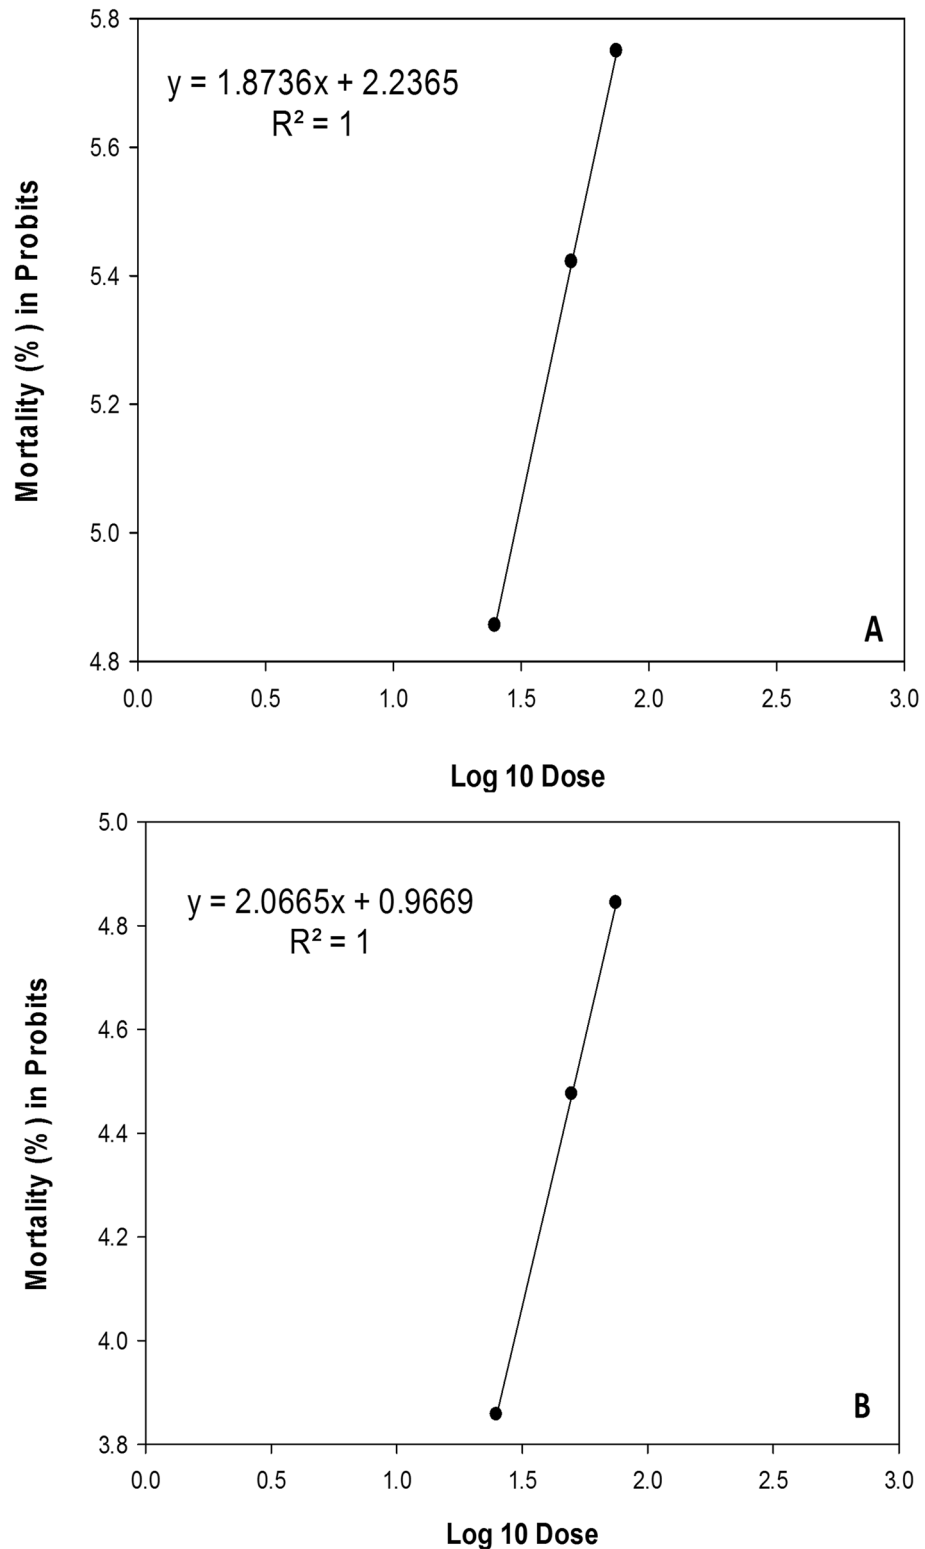 5.8
y = 1.8736x + 2.2365
R² = 1
5.6
5.4
5.2
5.0
4.8
Mortality (% ) in Probits
A
0.0 0.5 1.0 1.5 2.0 2.5 3.0
Log 10 Dose
5.0
y = 2.0665x + 0.9669
R² = 1
4.8
4.6
4.4
4.2
4.0
3.8
Mortality (% ) in Probits
B
0.0 0.5 1.0 1.5 2.0 2.5 3.0
Log 10 Dose